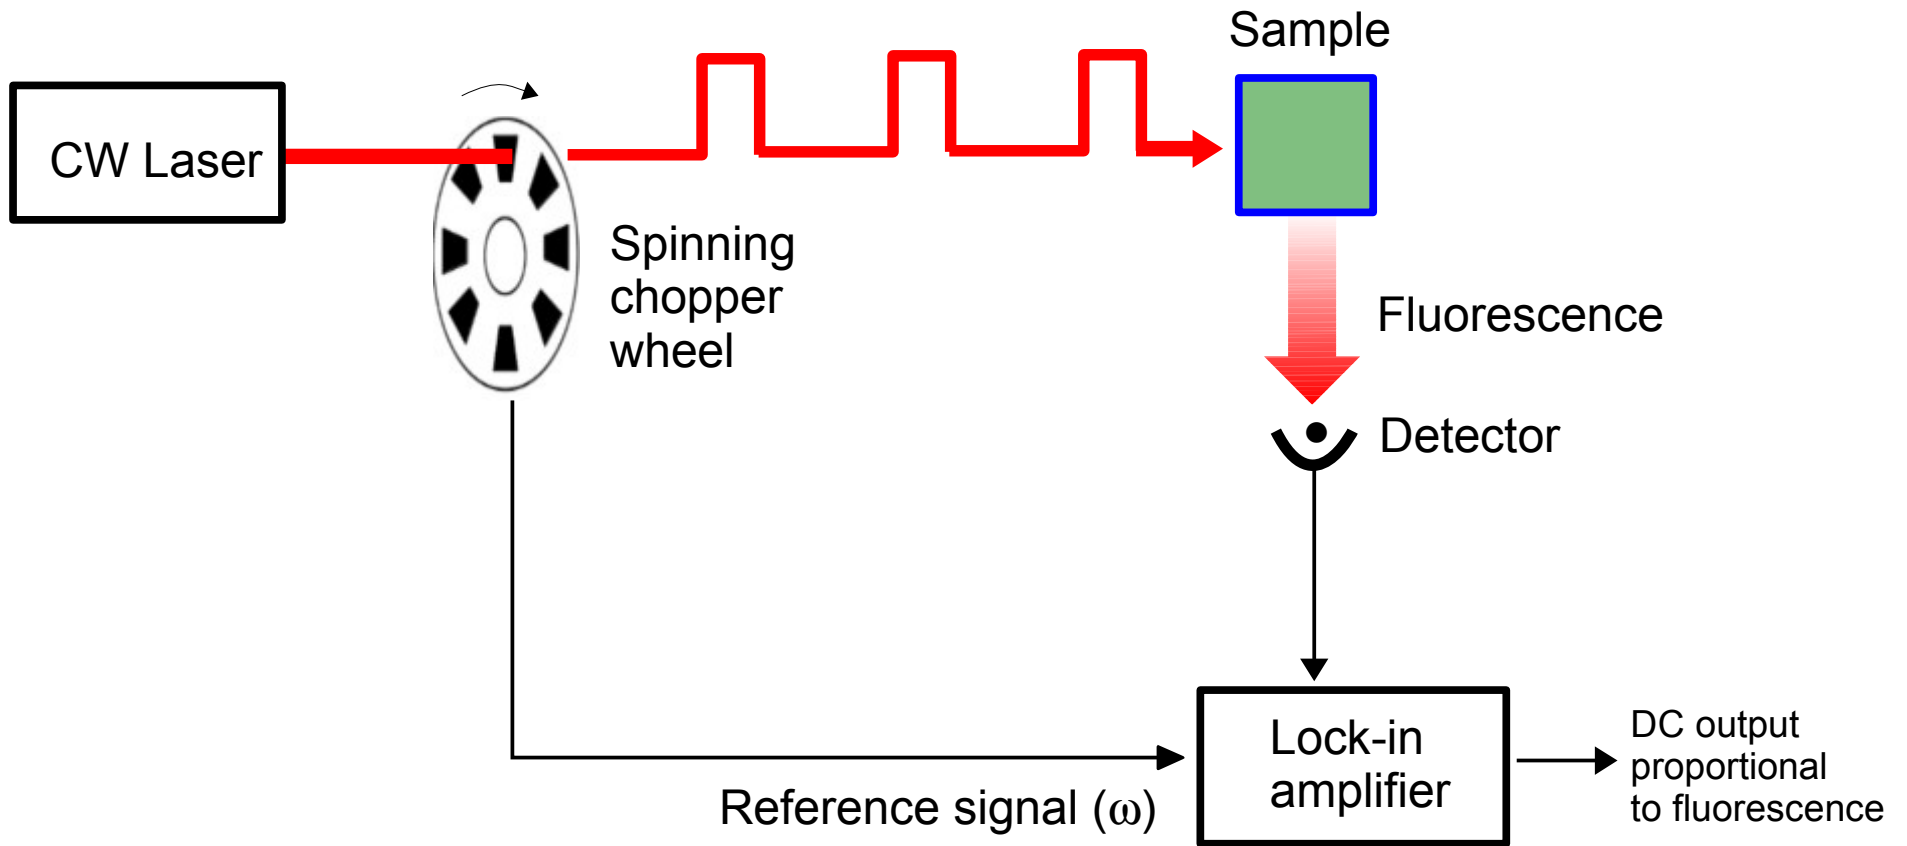 Sample
CW Laser
Spinning
chopper
wheel
Fluorescence
Detector
Lock-in
amplifier
DC output
proportional
to fluorescence
Reference signal (ω)